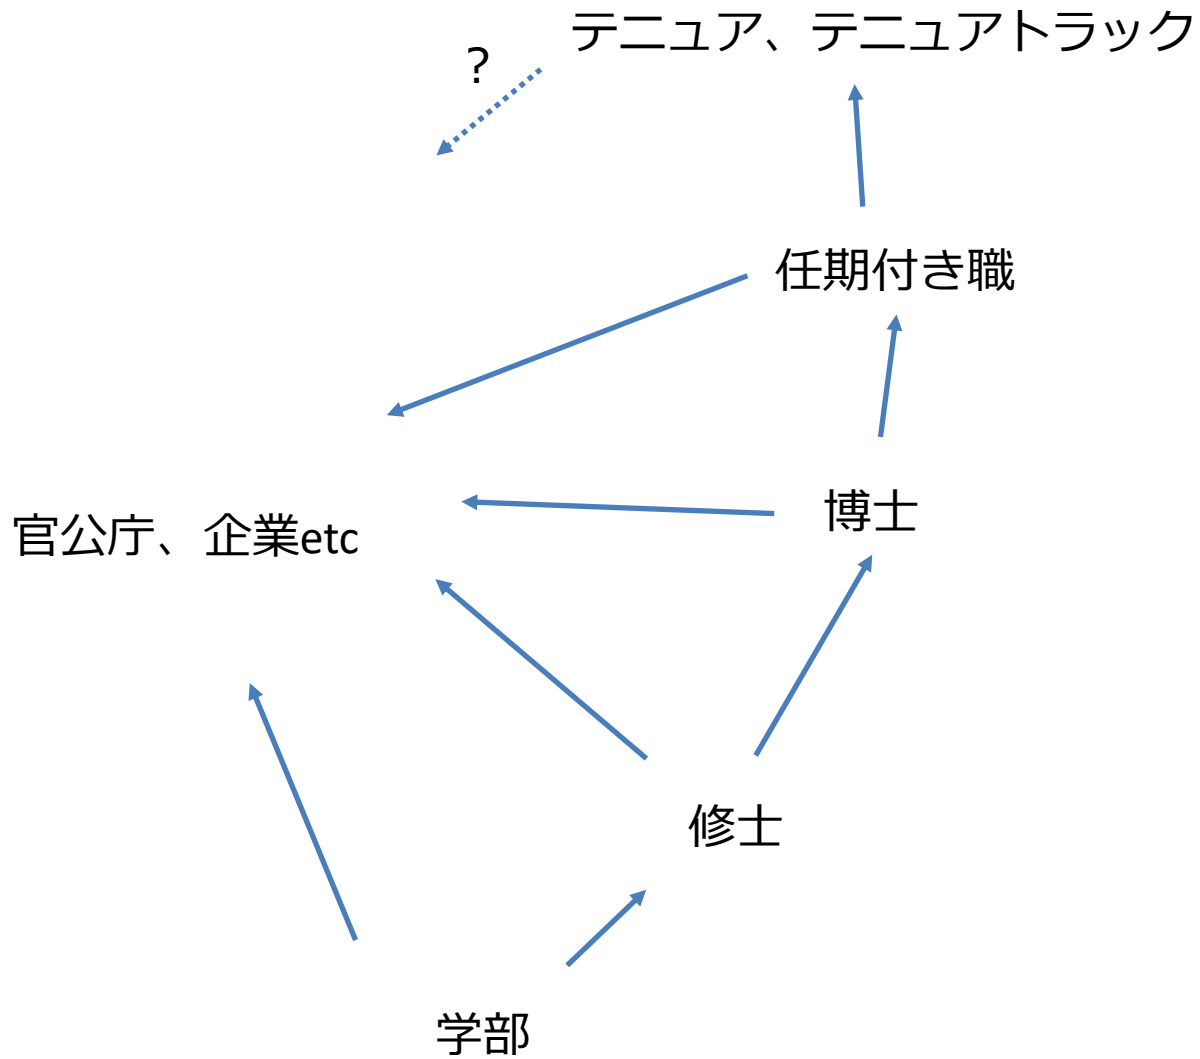 テニュア、テニュアトラック
?
任期付き職
博士
官公庁、企業etc
修士
学部